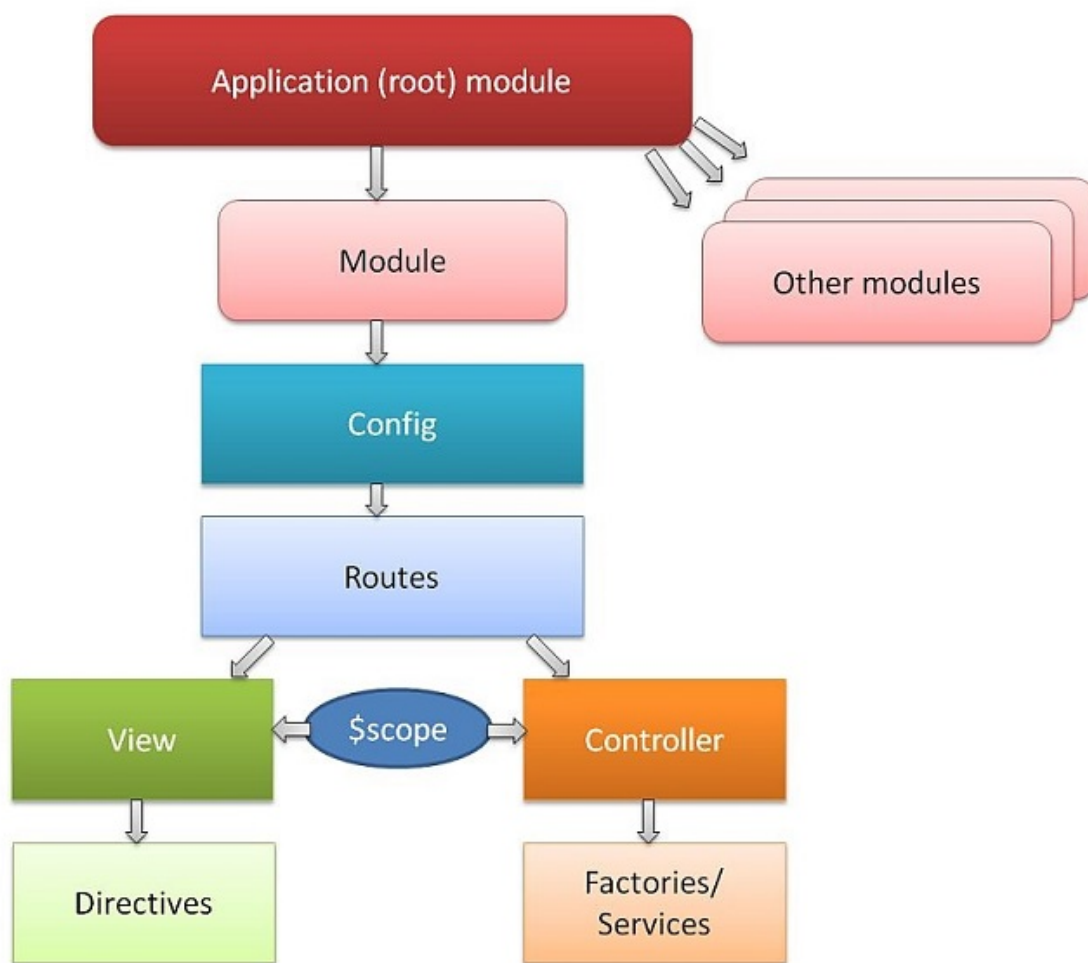 Application (root) module
Module
Other modules
Config
Routes
View
$scope
Controller
Directives
Factories/
Services